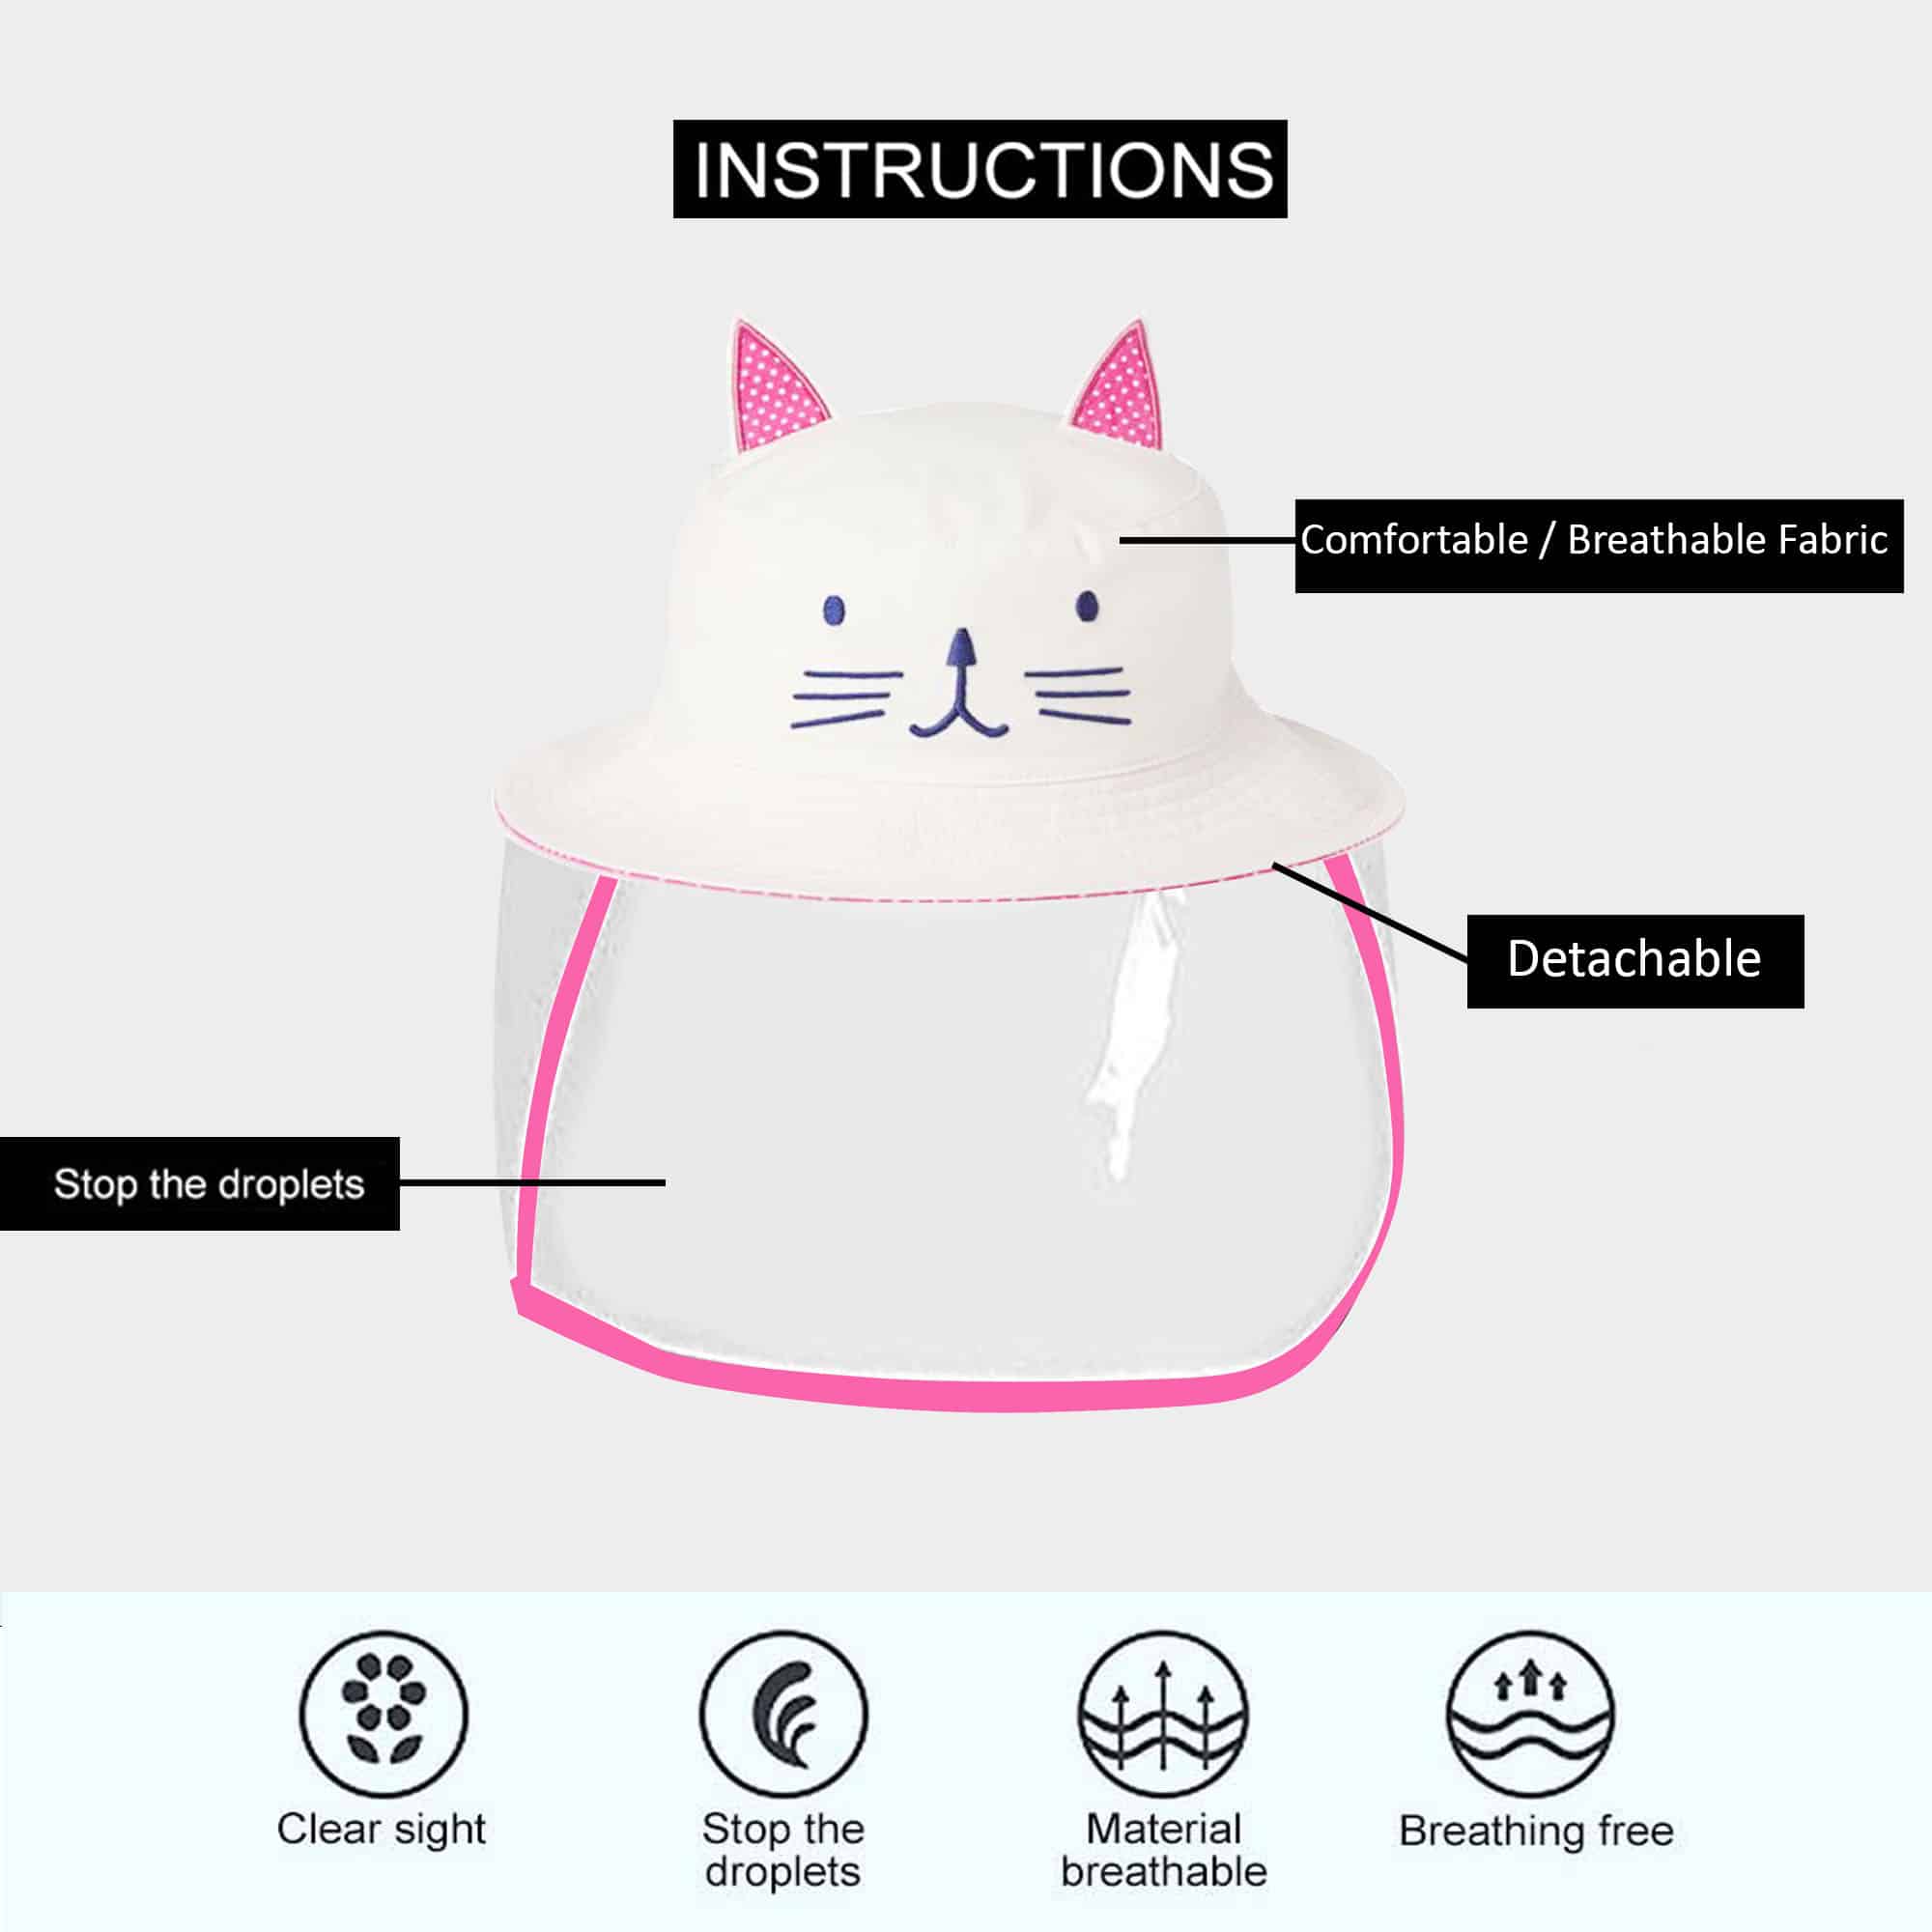 INSTRUCTIONS
Comfortable / Breathable Fabric
Detachable
Stop the droplets
Clear sight
Stop the
droplets
Material
breathable
Breathing free